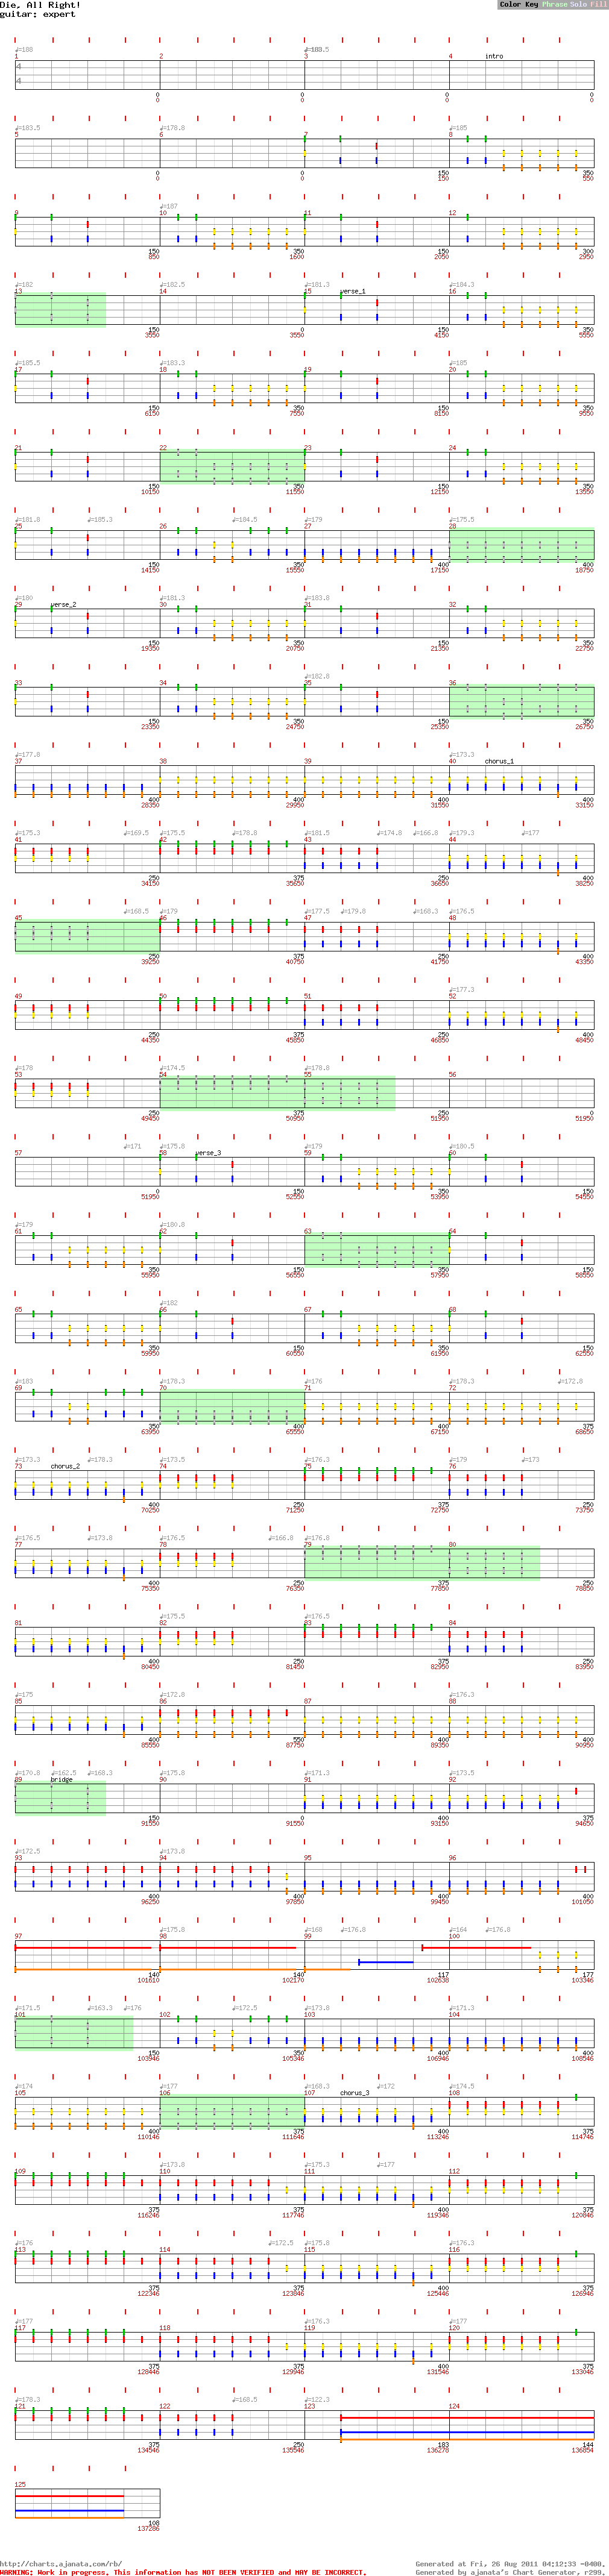 Die, All Right!
guitar: expert
Color Key Phrase Solo Fill
1 2 3 4 intro
4
4
0 0 0 0
0 0 0 0
♩=183.5 ♩=178.8 ♩=185
5 6 7 8
0 0 150 350
0 0 150 550
♩=187
9 10 11 12
150 350 150 300
850 1600 2050 2950
♩=182 ♩=182.5 ♩=181.3 ♩=184.3
13 14 15 verse_1 16
150 0 150 350
3550 3550 4150 5550
♩=185.5 ♩=183.3 ♩=185
17 18 19 20
150 350 150 350
6150 7550 8150 9550
21 22 23 24
150 350 150 350
10150 11550 12150 13550
♩=181.8 ♩=185.3 ♩=184.5 ♩=179 ♩=175.5
25 26 27 28
150 350 400 400
14150 15550 17150 18750
♩=180 ♩=181.3 ♩=183.8
29 verse_2 30 31 32
150 350 150 350
19350 20750 21350 22750
♩=182.8
33 34 35 36
150 350 150 350
23350 24750 25350 26750
♩=177.8 ♩=173.3
37 38 39 40 chorus_1
400 400 400 400
28350 29950 31550 33150
♩=175.3 ♩=169.5 ♩=175.5 ♩=178.8 ♩=181.5 ♩=174.8 ♩=166.8 ♩=179.3 ♩=177
41 42 43 44
250 375 250 400
34150 35650 36650 38250
♩=168.5 ♩=179 ♩=177.5 ♩=179.8 ♩=168.3 ♩=176.5
45 46 47 48
250 375 250 400
39250 40750 41750 43350
♩=177.3
49 50 51 52
250 375 250 400
44350 45850 46850 48450
♩=178 ♩=174.5 ♩=178.8
53 54 55 56
250 375 250 0
49450 50950 51950 51950
♩=171 ♩=175.8 ♩=179 ♩=180.5
57 58 verse_3 59 60
0 150 350 150
51950 52550 53950 54550
♩=179 ♩=180.8
61 62 63 64
350 150 350 150
55950 56550 57950 58550
♩=182
65 66 67 68
350 150 350 150
59950 60550 61950 62550
♩=183 ♩=178.3 ♩=176 ♩=178.3 ♩=172.8
69 70 71 72
350 400 400 375
63950 65550 67150 68650
♩=173.3 ♩=178.3 ♩=173.5 ♩=176.3 ♩=179 ♩=173
73 chorus_2 74 75 76
400 250 375 250
70250 71250 72750 73750
♩=176.5 ♩=173.8 ♩=176.5 ♩=166.8 ♩=176.8
77 78 79 80
400 250 375 250
75350 76350 77850 78850
♩=175.5 ♩=176.5
81 82 83 84
400 250 375 250
80450 81450 82950 83950
♩=175 ♩=172.8 ♩=176.3
85 86 87 88
400 550 400 400
85550 87750 89350 90950
♩=170.8 ♩=162.5 ♩=168.3 ♩=175.8 ♩=171.3 ♩=173.5
89 bridge 90 91 92
150 0 400 375
91550 91550 93150 94650
♩=172.5 ♩=173.8
93 94 95 96
400 400 400 400
96250 97850 99450 101050
♩=175.8 ♩=168 ♩=176.8 ♩=164 ♩=176.8
97 98 99 100
140 140 117 177
101610 102170 102638 103346
♩=171.5 ♩=163.3 ♩=176 ♩=172.5 ♩=173.8 ♩=171.3
101 102 103 104
150 350 400 400
103946 105346 106946 108546
♩=174 ♩=177 ♩=168.3 ♩=172 ♩=174.5
105 106 107 chorus_3 108
400 375 400 375
110146 111646 113246 114746
♩=173.8 ♩=175.3 ♩=177
109 110 111 112
375 375 400 375
116246 117746 119346 120846
♩=176 ♩=172.5 ♩=175.8 ♩=176.3
113 114 115 116
375 375 400 375
122346 123846 125446 126946
♩=177 ♩=176.3 ♩=177
117 118 119 120
375 375 400 375
128446 129946 131546 133046
♩=178.3 ♩=168.5 ♩=122.3
121 122 123 124
375 250 183 144
134546 135546 136278 136854
125
108
137286
http://charts.ajanata.com/rb/
WARNING: Work in progress. This information has NOT BEEN VERIFIED and MAY BE INCORRECT.
Generated at Fri, 26 Aug 2011 04:12:33 -0400.
Generated by ajanata's Chart Generator, r299.